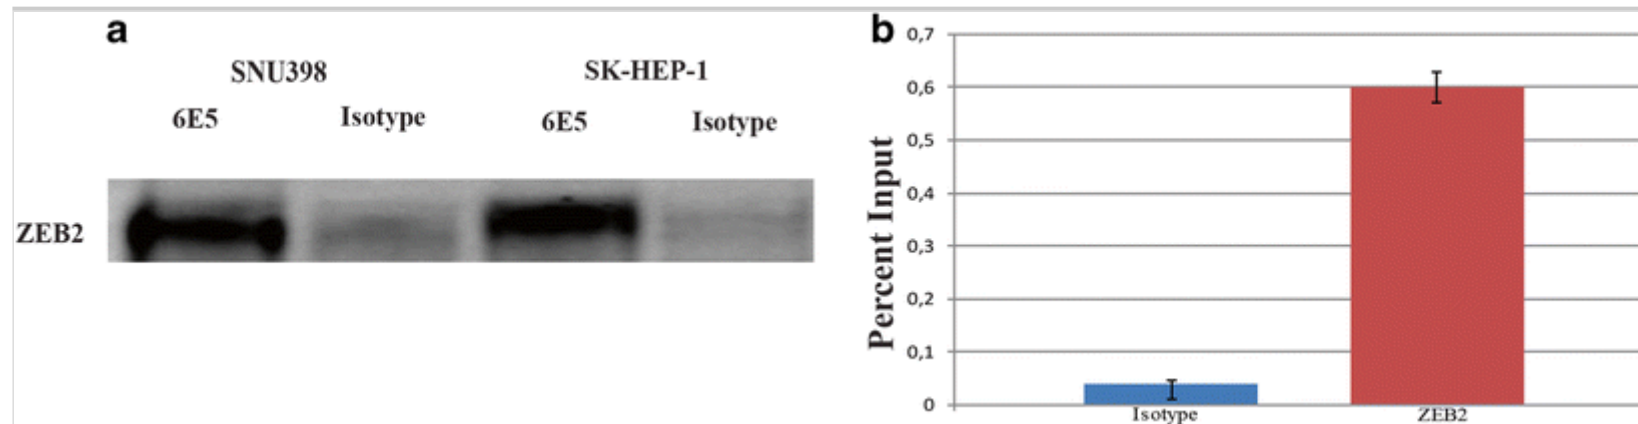 a
SNU398 SK-HEP-1
6E5 Isotype 6E5 Isotype
ZEB2
b
Percent Input
0,7
0,6
0,5
0,4
0,3
0,2
0,1
0
Isotype ZEB2